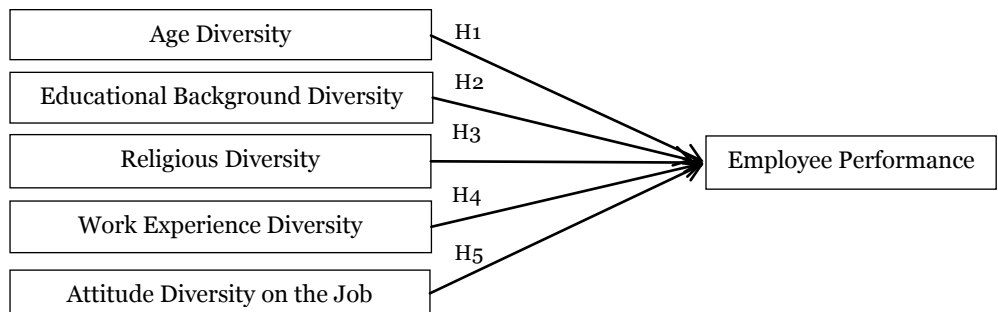 Age Diversity
H1
Educational Background Diversity
H2
Religious Diversity
H3
Employee Performance
Work Experience Diversity
H4
Attitude Diversity on the Job
H5